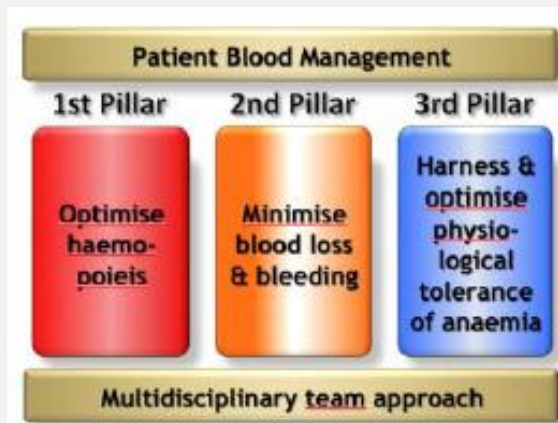 Patient Blood Management
1st Pillar
2nd Pillar
3rd Pillar
Optimise
haemo-
poieis
Minimise
blood loss
& bleeding
Harness &
optimise
physio-
logical
tolerance
of anaemia
Multidisciplinary team approach